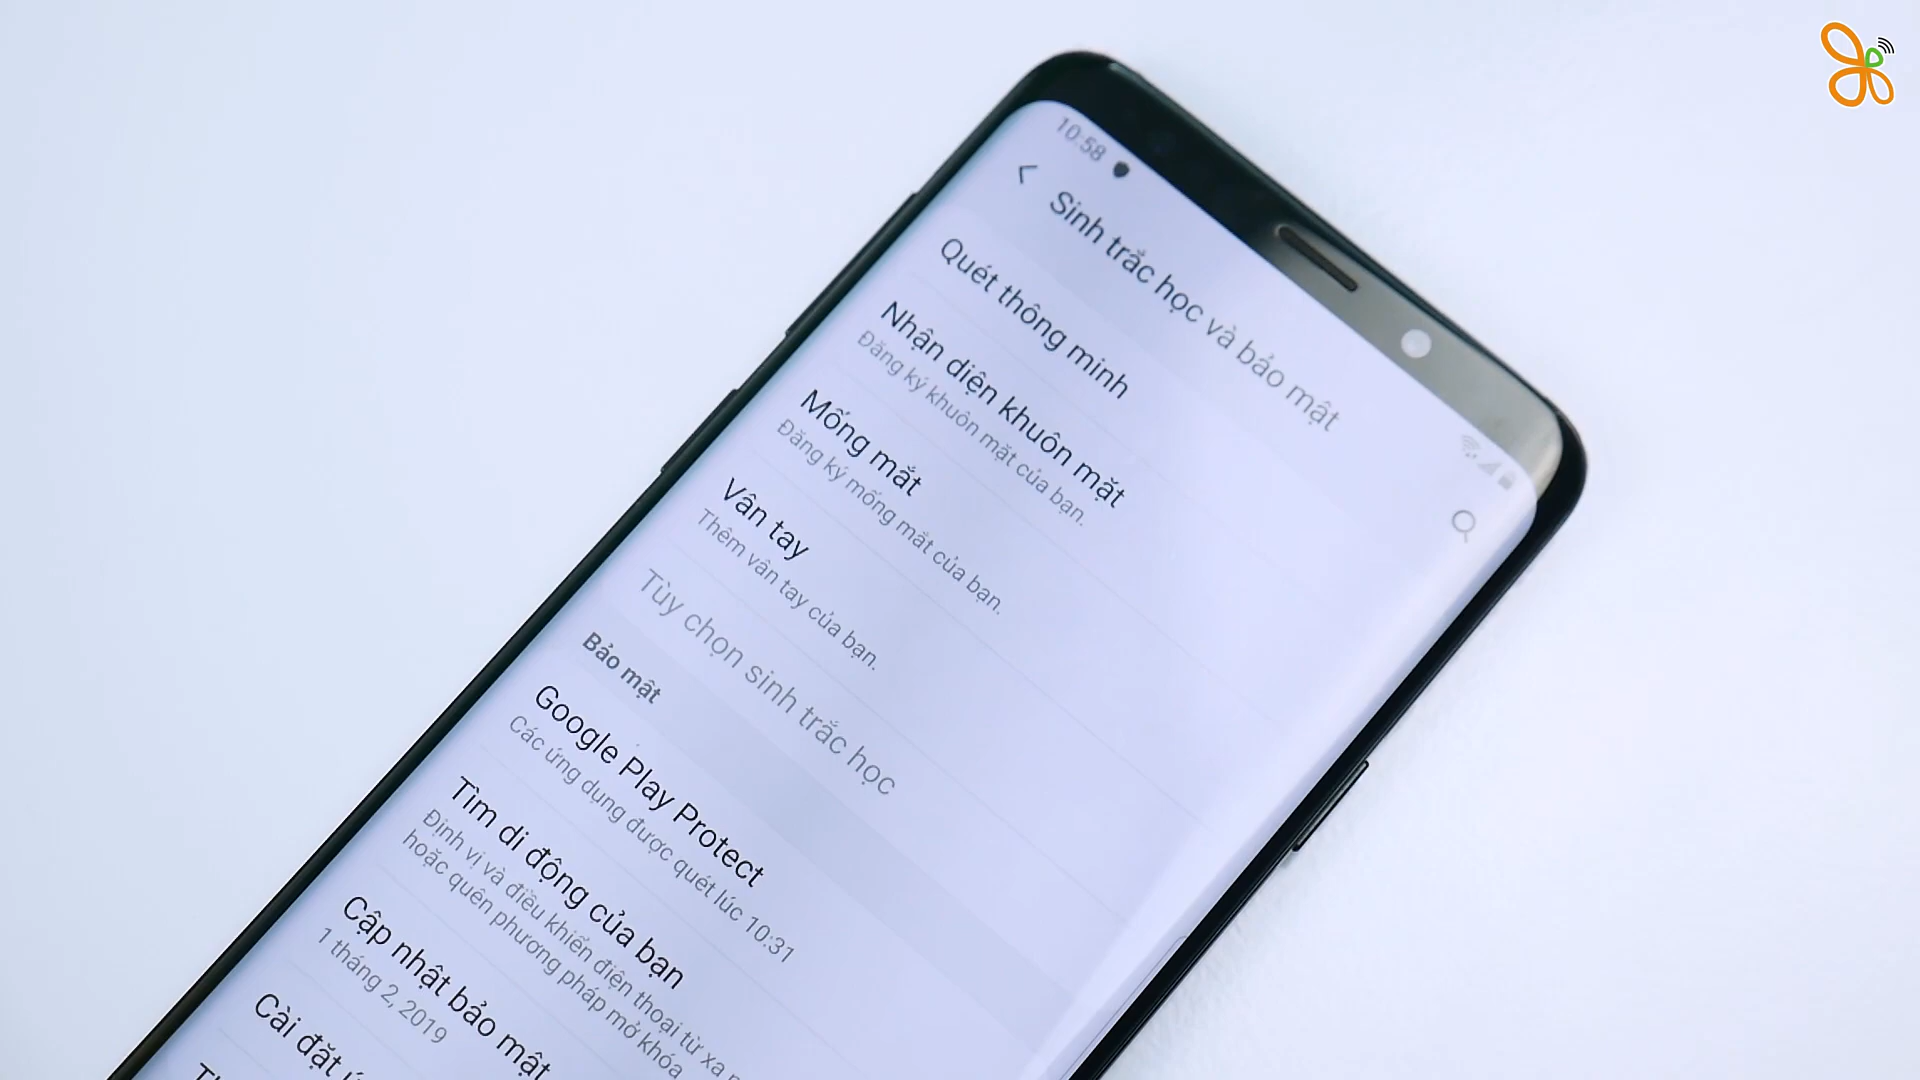 10:58
Sinh trắc học và bảo mật
Quét thông minh
Nhận diện khuôn mặt
Đăng ký khuôn mặt của bạn.
Mống mắt
Đăng ký mống mắt của bạn.
Vân tay
Thêm vân tay của bạn.
Tùy chọn sinh trắc học
Bảo mật
Google Play Protect
Các ứng dụng được quét lúc 10:31
Tìm di động của bạn
Định vị và điều khiển điện thoại từ xa
hoặc quên phương pháp mở khóa
Cập nhật bảo mật
1 tháng 2, 2019
Cài đặt